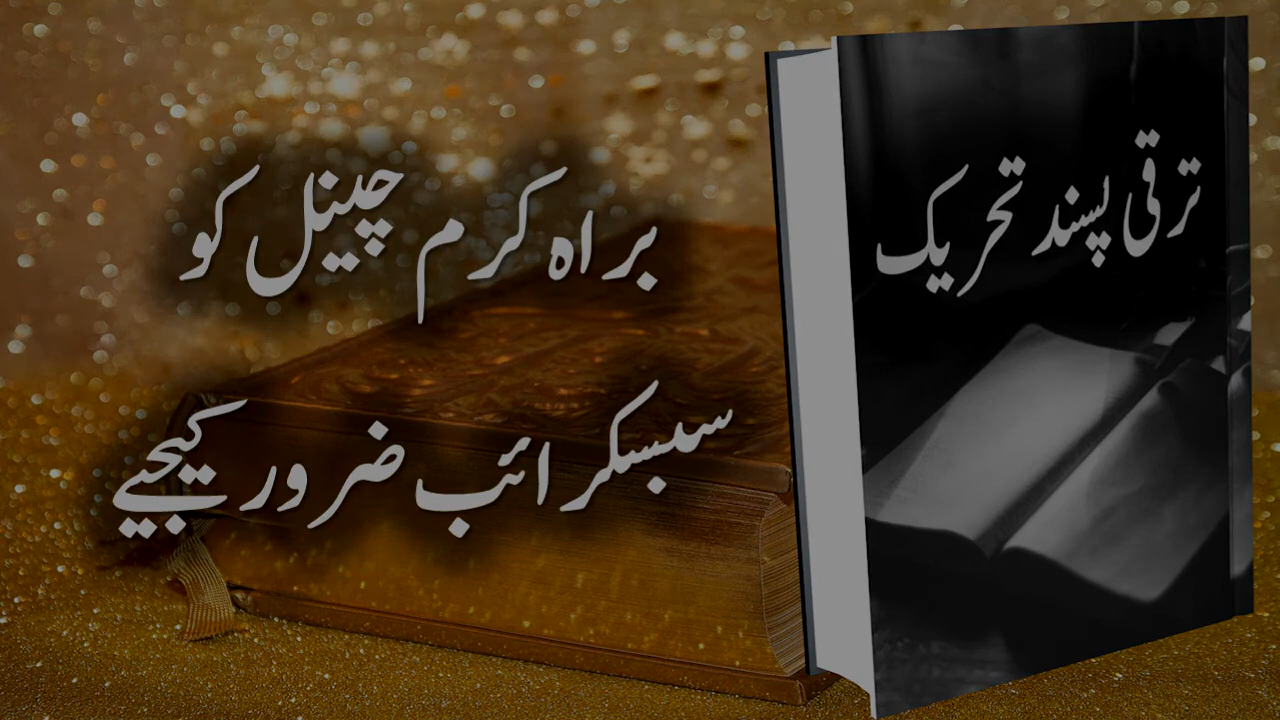 براہ کرم چینل کو
سبسکرائب ضرور کیجیے
ترقی پسند تحریک